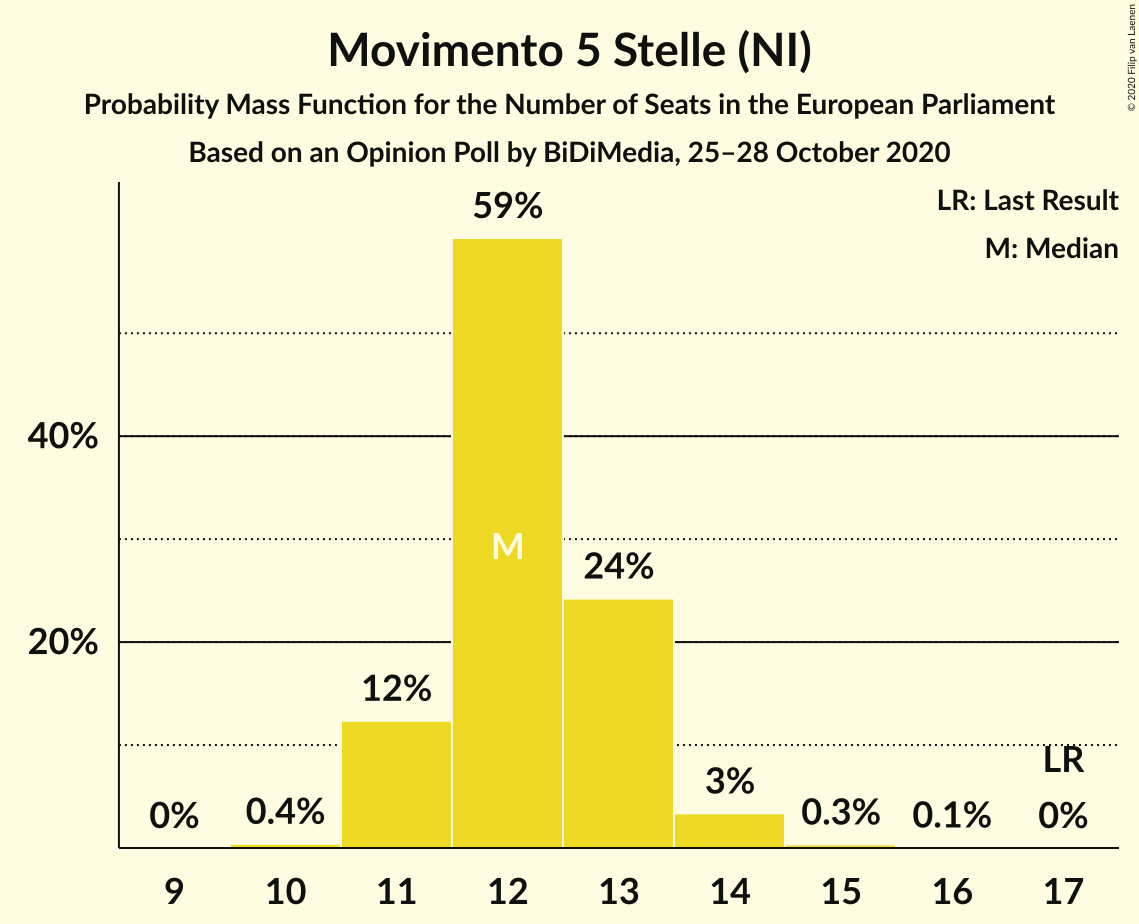 Movimento 5 Stelle (NI)
Probability Mass Function for the Number of Seats in the European Parliament
Based on an Opinion Poll by BiDiMedia, 25–28 October 2020
© 2020 Filip van Laenen
LR: Last Result
M: Median
59%
40%
M
24%
20%
12%
LR
3%
0%
0.4%
0.3%
0.1%
0%
9 10 11 12 13 14 15 16 17